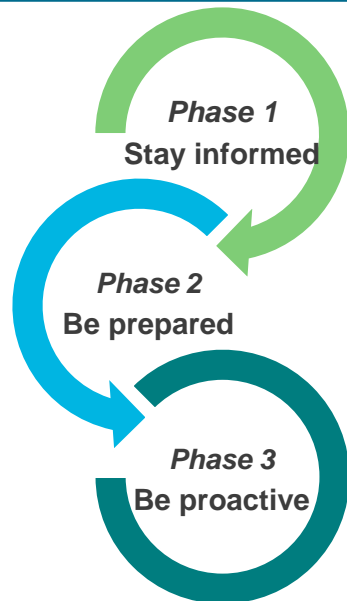 Phase 1
Stay informed
Phase 2
Be prepared
Phase 3
Be proactive